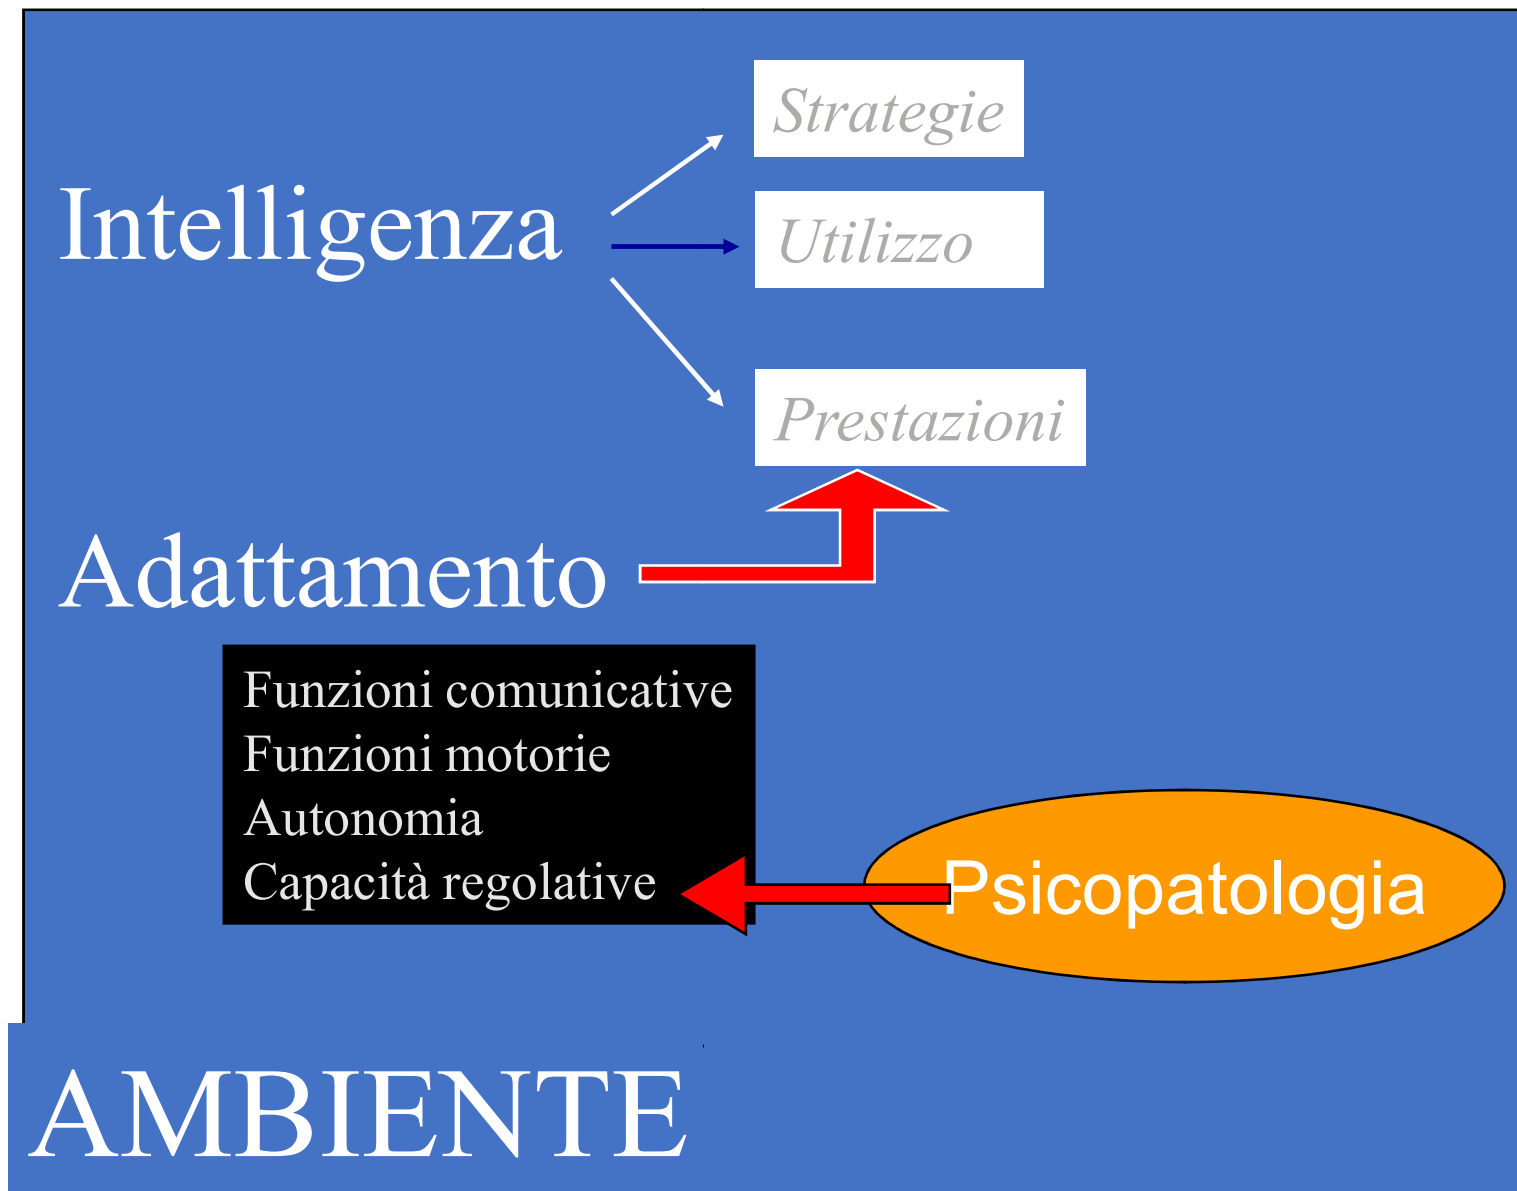 Strategie
Intelligenza
Utilizzo
Prestazioni
Adattamento
Funzioni comunicative
Funzioni motorie
Autonomia
Capacità regolative
Psicopatologia
AMBIENTE